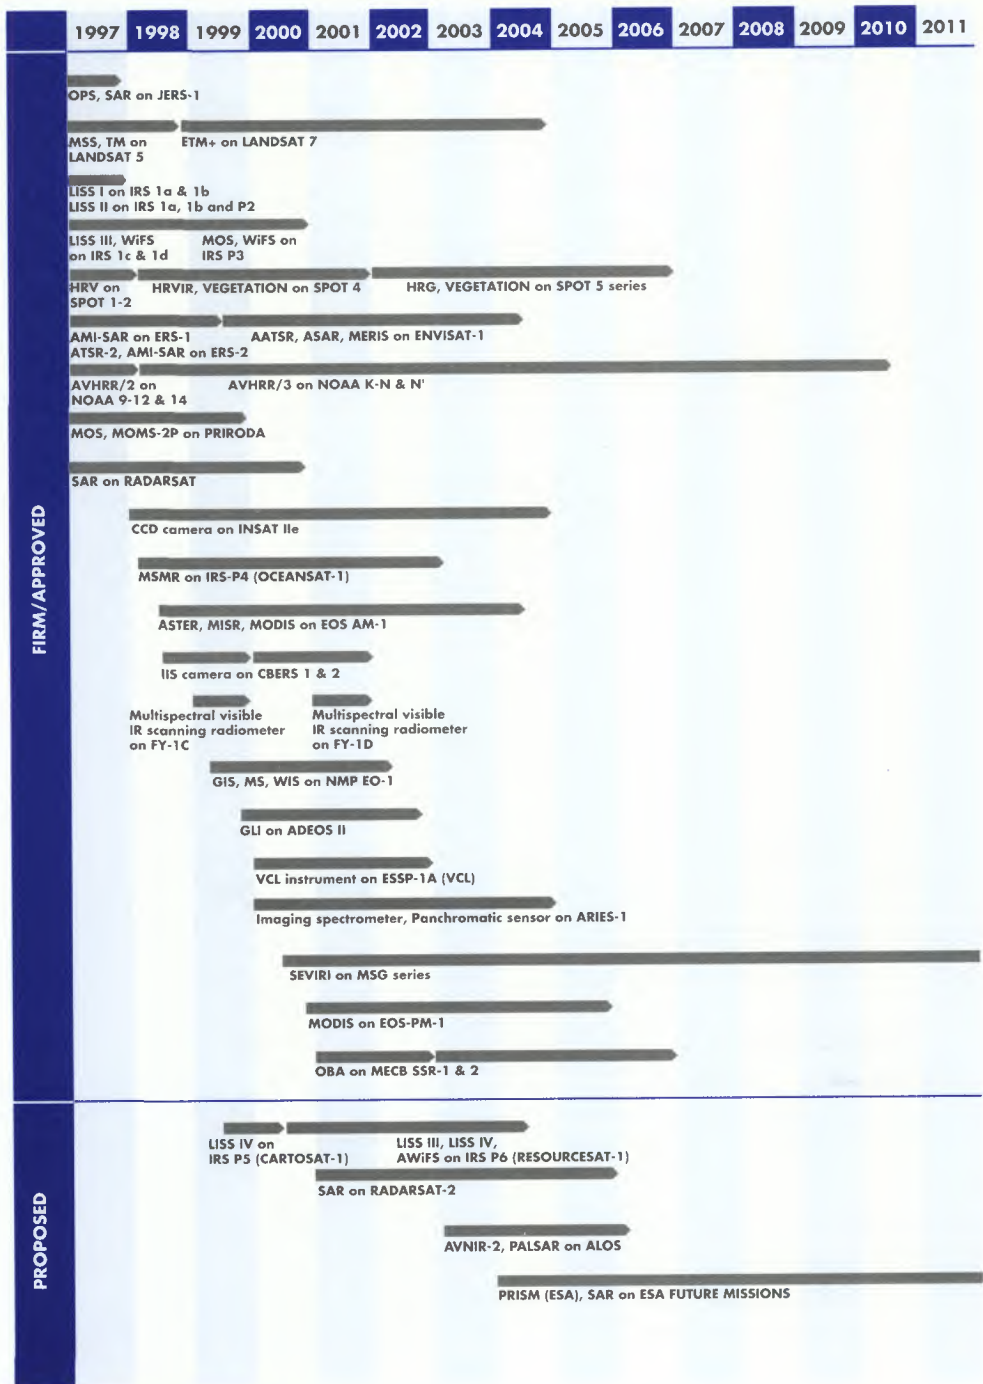 1997 1998 1999 2000 2001 2002 2003 2004 2005 2006 2007 2008 2009 2010 2011
FIRM/APPROVED
OPS, SAR on JERS-1
MSS, TM on
LANDSAT 5
ETM+ on LANDSAT 7
LISS I on IRS 1a & 1b
LISS II on IRS 1a, 1b and P2
LISS III, WiFS
on IRS 1c & 1d
MOS, WiFS on
IRS P3
HRV on
SPOT 1-2
HRVIR, VEGETATION on SPOT 4
HRG, VEGETATION on SPOT 5 series
AMI-SAR on ERS-1
ATSR-2, AMI-SAR on ERS-2
AATSR, ASAR, MERIS on ENVISAT-1
AVHRR/2 on
NOAA 9-12 & 14
AVHRR/3 on NOAA K-N & N'
MOS, MOMS-2P on PRIRODA
SAR on RADARSAT
CCD camera on INSAT IIe
MSMR on IRS-P4 (OCEANSAT-1)
ASTER, MISR, MODIS on EOS AM-1
IIS camera on CBERS 1 & 2
Multispectral visible
IR scanning radiometer
on FY-1C
Multispectral visible
IR scanning radiometer
on FY-1D
GIS, MS, WIS on NMP EO-1
GLI on ADEOS II
VCL instrument on ESSP-1A (VCL)
Imaging spectrometer, Panchromatic sensor on ARIES-1
SEVIRI on MSG series
MODIS on EOS-PM-1
OBA on MECB SSR-1 & 2
PROPOSED
LISS IV on
IRS P5 (CARTOSAT-1)
LISS III, LISS IV,
AWiFS on IRS P6 (RESOURCESAT-1)
SAR on RADARSAT-2
AVNIR-2, PALSAR on ALOS
PRISM (ESA), SAR on ESA FUTURE MISSIONS